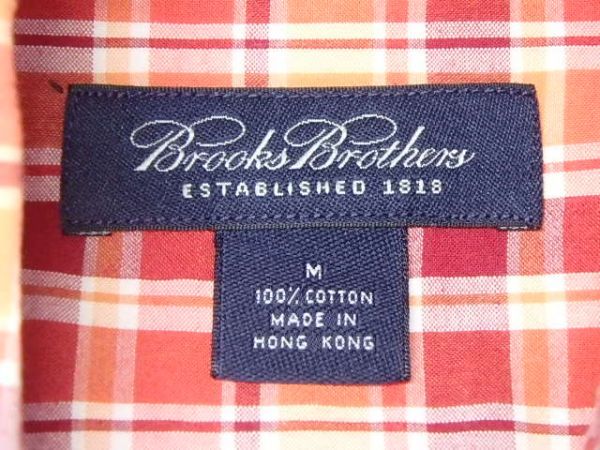 Brooks Brothers
ESTABLISHED 1818
M
100% COTTON
MADE IN
HONG KONG